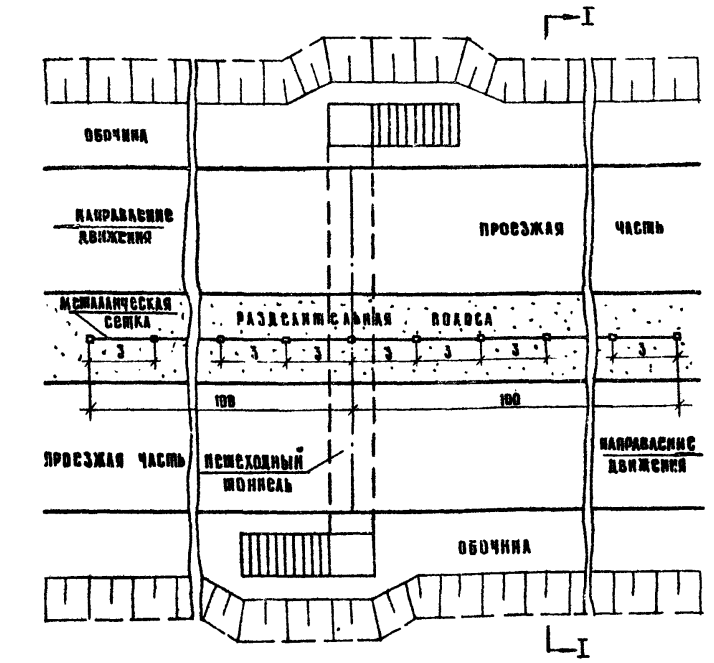 I
ОБОЧИНА
НАПРАВЛЕНИЕ
ДВИЖЕНИЯ
ПРОЕЗЖАЯ ЧАСТЬ
МЕТАЛЛИЧЕСКАЯ
СЕТКА
РАЗДЕЛИТЕЛЬНАЯ ПОЛОСА
3 3 3 3 3 3 3
100 100
ПРОЕЗЖАЯ ЧАСТЬ
ПЕШЕХОДНЫЙ
ТОННЕЛЬ
НАПРАВЛЕНИЕ
ДВИЖЕНИЯ
ОБОЧИНА
I